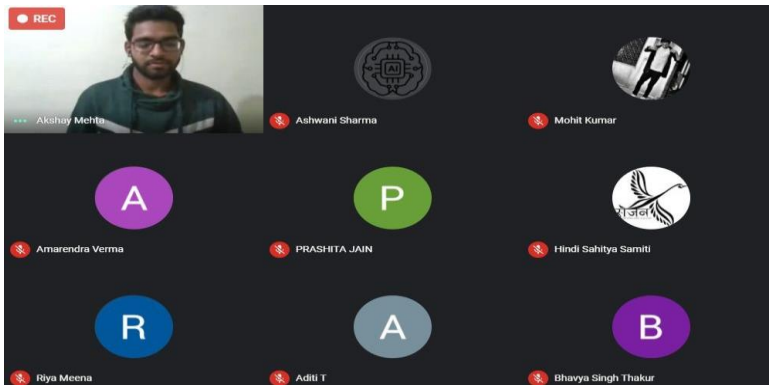 REC
Akshay Mehta
Ashwani Sharma
Mohit Kumar
A
Amarendra Verma
P
PRASHITA JAIN
सृजन
Hindi Sahitya Samiti
R
Riya Meena
A
Aditi T
B
Bhavya Singh Thakur